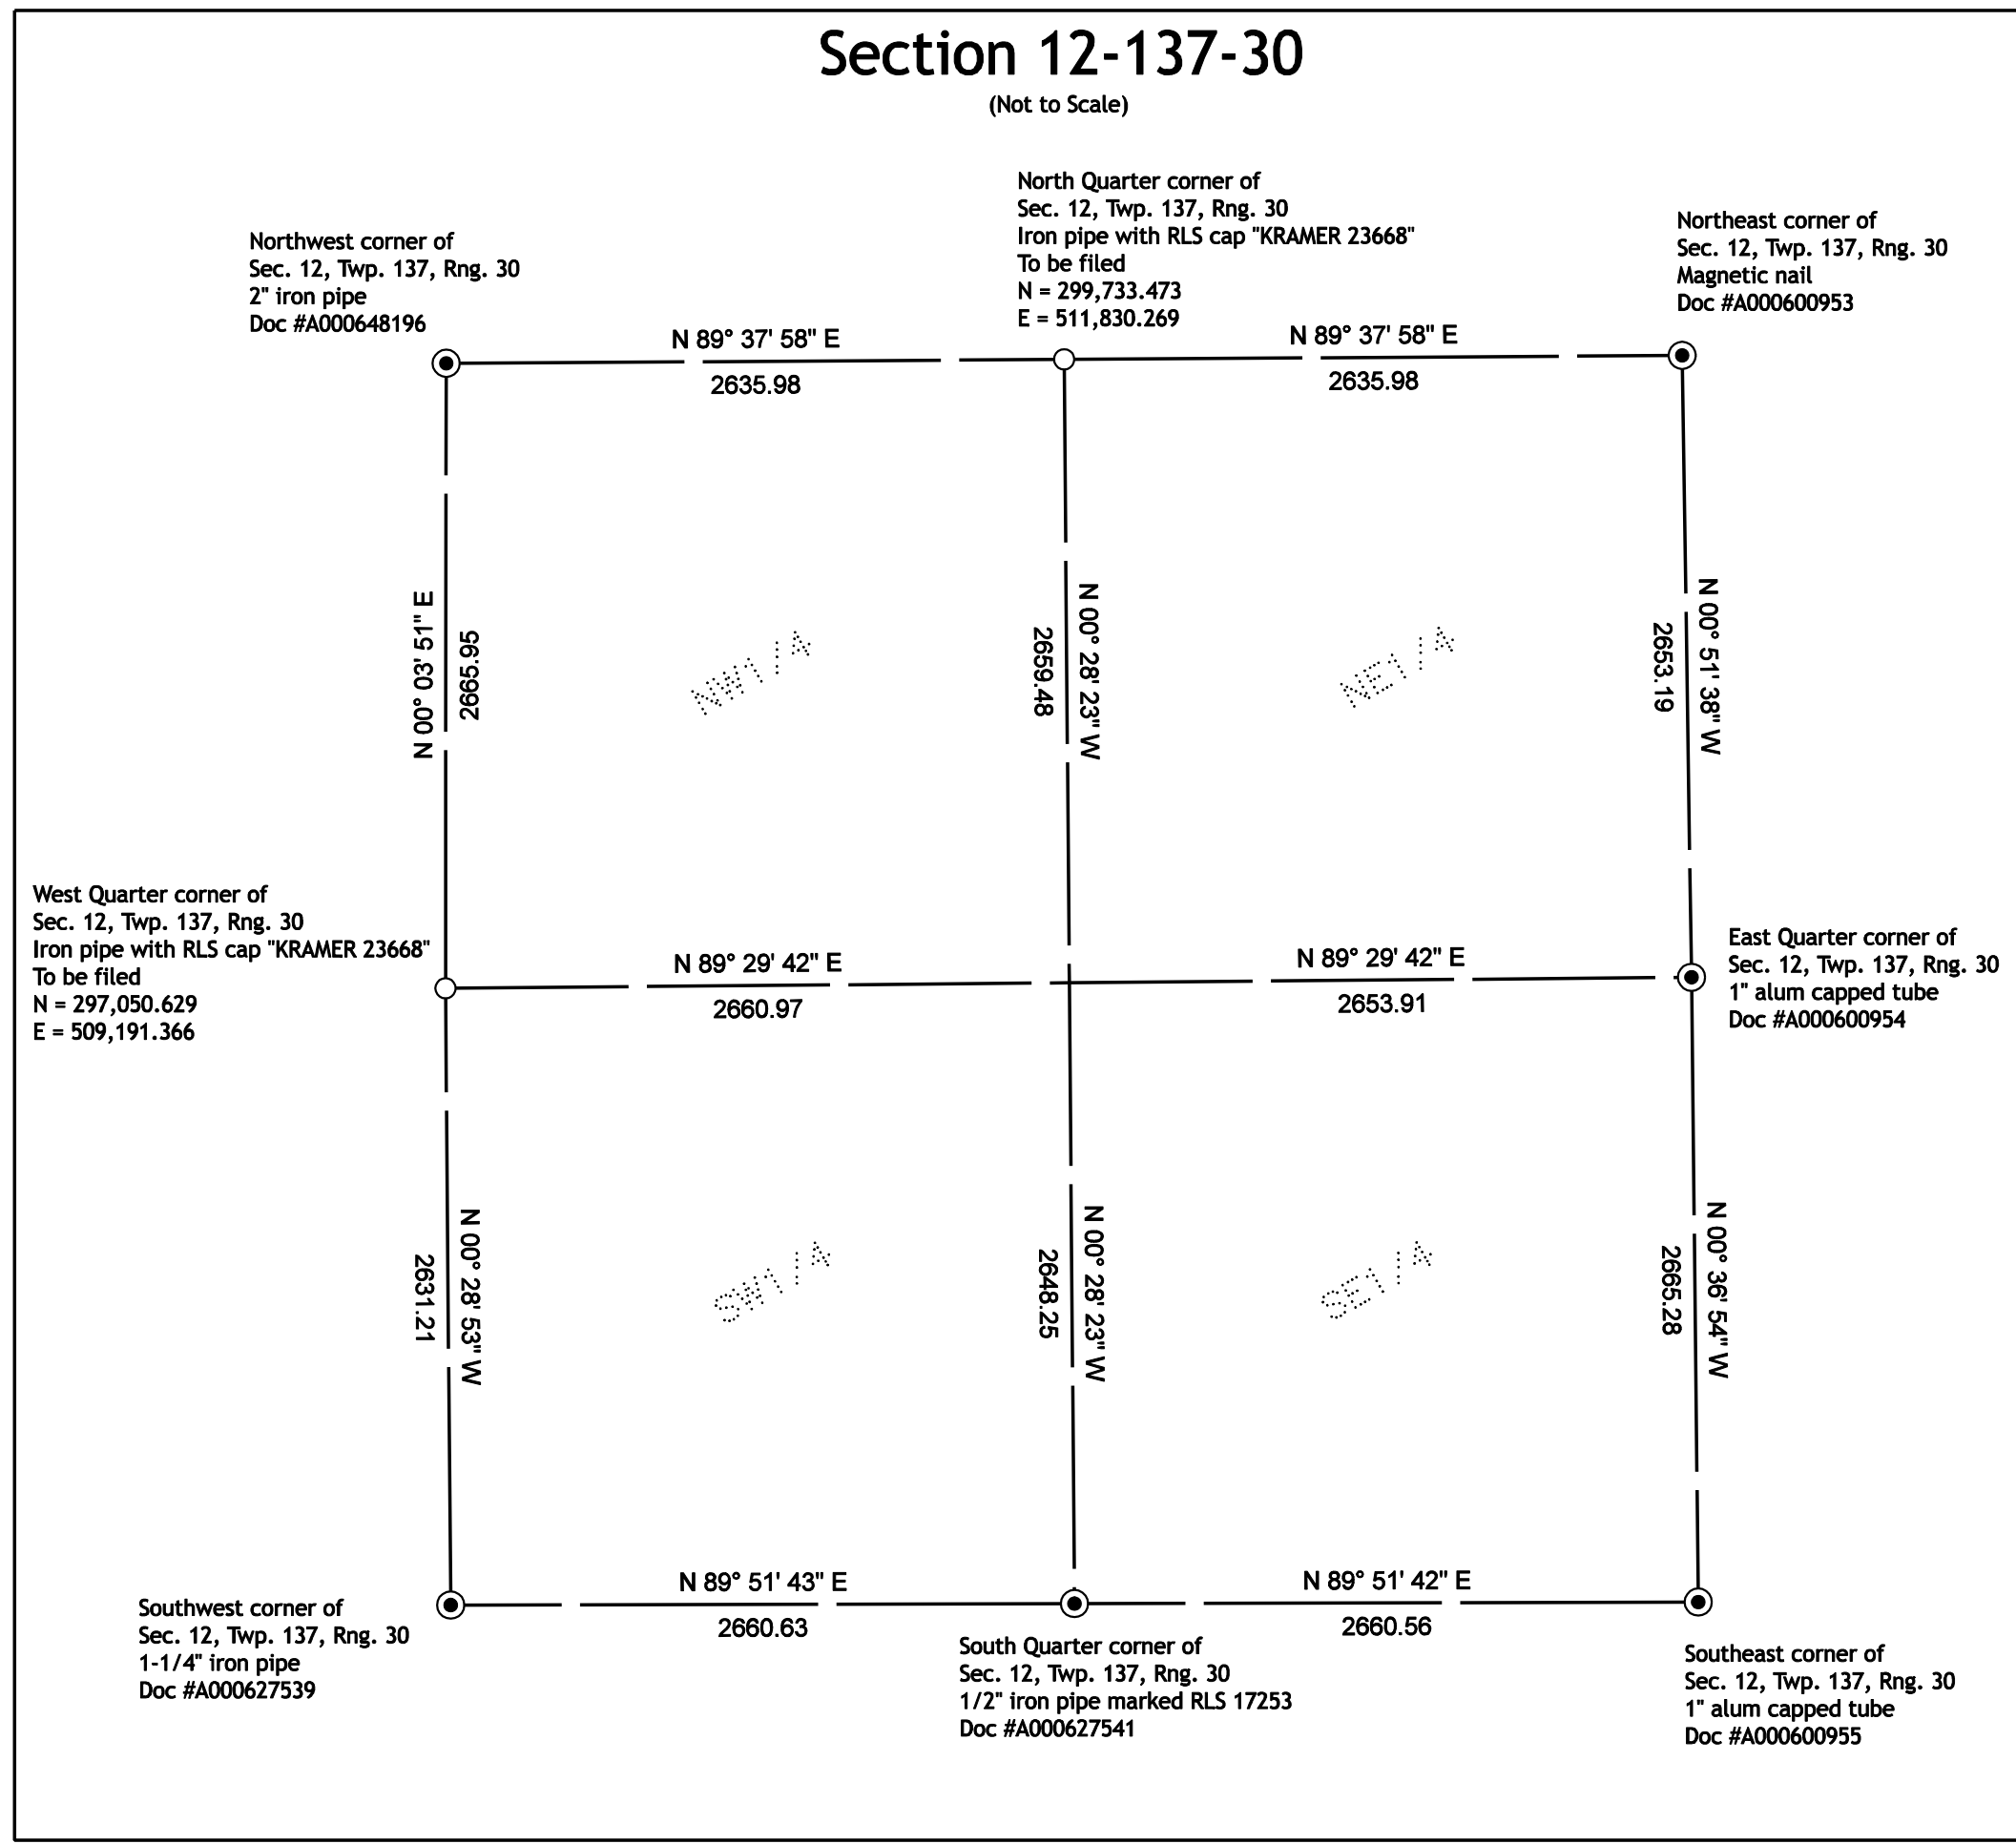 Section 12-137-30
(Not to Scale)
North Quarter corner of
Sec. 12, Twp. 137, Rng. 30
Iron pipe with RLS cap "KRAMER 23668"
To be filed
N = 299,733.473
E = 511,830.269
Northwest corner of
Sec. 12, Twp. 137, Rng. 30
2" iron pipe
Doc #A000648196
Northeast corner of
Sec. 12, Twp. 137, Rng. 30
Magnetic nail
Doc #A000600953
N 89° 37' 58" E
2635.98
N 89° 37' 58" E
2635.98
N 00° 03' 51" E
2665.95
NW1/4
2659.48
N 00° 28' 23" W
NE1/4
2653.19
N 00° 51' 38" W
West Quarter corner of
Sec. 12, Twp. 137, Rng. 30
Iron pipe with RLS cap "KRAMER 23668"
To be filed
N = 297,050.629
E = 509,191.366
N 89° 29' 42" E
2660.97
N 89° 29' 42" E
2653.91
East Quarter corner of
Sec. 12, Twp. 137, Rng. 30
1" alum capped tube
Doc #A000600954
2631.21
N 00° 28' 53" W
SW1/4
2648.25
N 00° 28' 23" W
SE1/4
2665.28
N 00° 36' 54" W
N 89° 51' 43" E
2660.63
N 89° 51' 42" E
2660.56
Southwest corner of
Sec. 12, Twp. 137, Rng. 30
1-1/4" iron pipe
Doc #A000627539
South Quarter corner of
Sec. 12, Twp. 137, Rng. 30
1/2" iron pipe marked RLS 17253
Doc #A000627541
Southeast corner of
Sec. 12, Twp. 137, Rng. 30
1" alum capped tube
Doc #A000600955